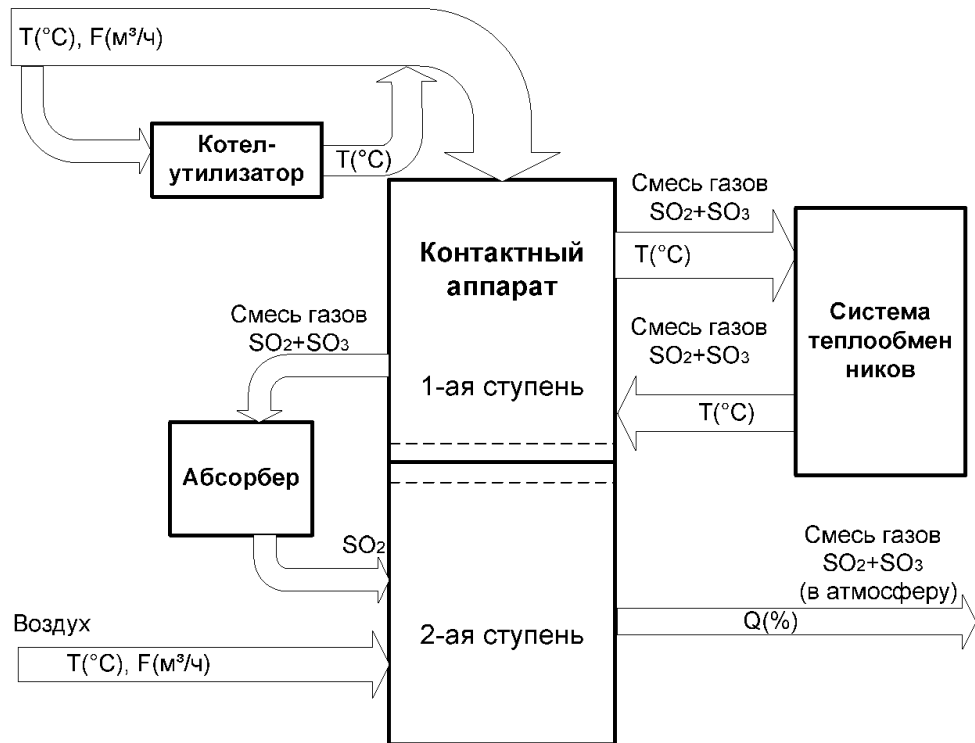 T(°C), F(м³/ч)
Котел-
утилизатор
T(°C)
Смесь газов
SO₂+SO₃
T(°C)
Контактный
аппарат
Система
теплообмен
ников
Смесь газов
SO₂+SO₃
Смесь газов
SO₂+SO₃
1-ая ступень
T(°C)
Абсорбер
SO₂
Смесь газов
SO₂+SO₃
(в атмосферу)
Q(%)
2-ая ступень
Воздух
T(°C), F(м³/ч)